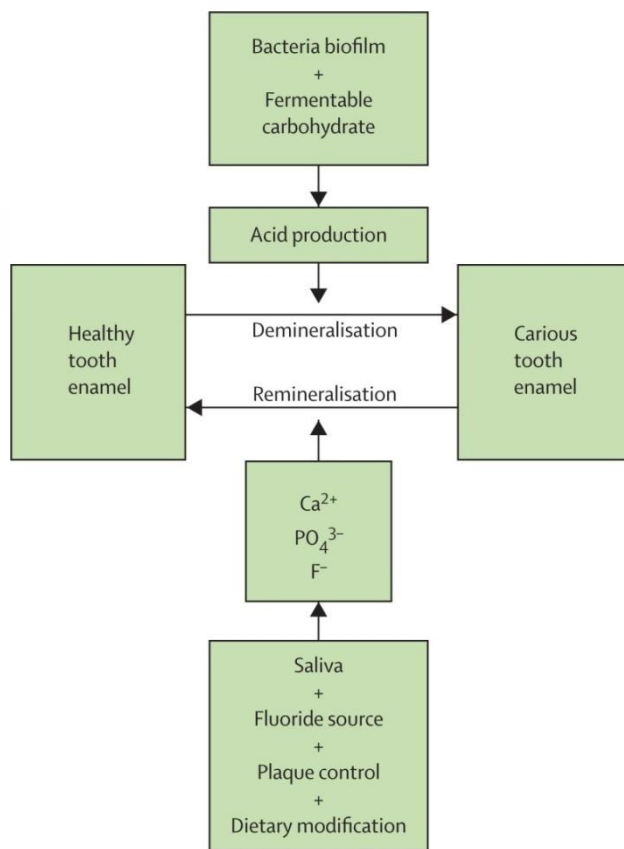 Bacteria biofilm
+
Fermentable
carbohydrate
Acid production
Healthy
tooth
enamel
Demineralisation
Remineralisation
Carious
tooth
enamel
Ca²⁺
PO₄³⁻
F⁻
Saliva
+
Fluoride source
+
Plaque control
+
Dietary modification